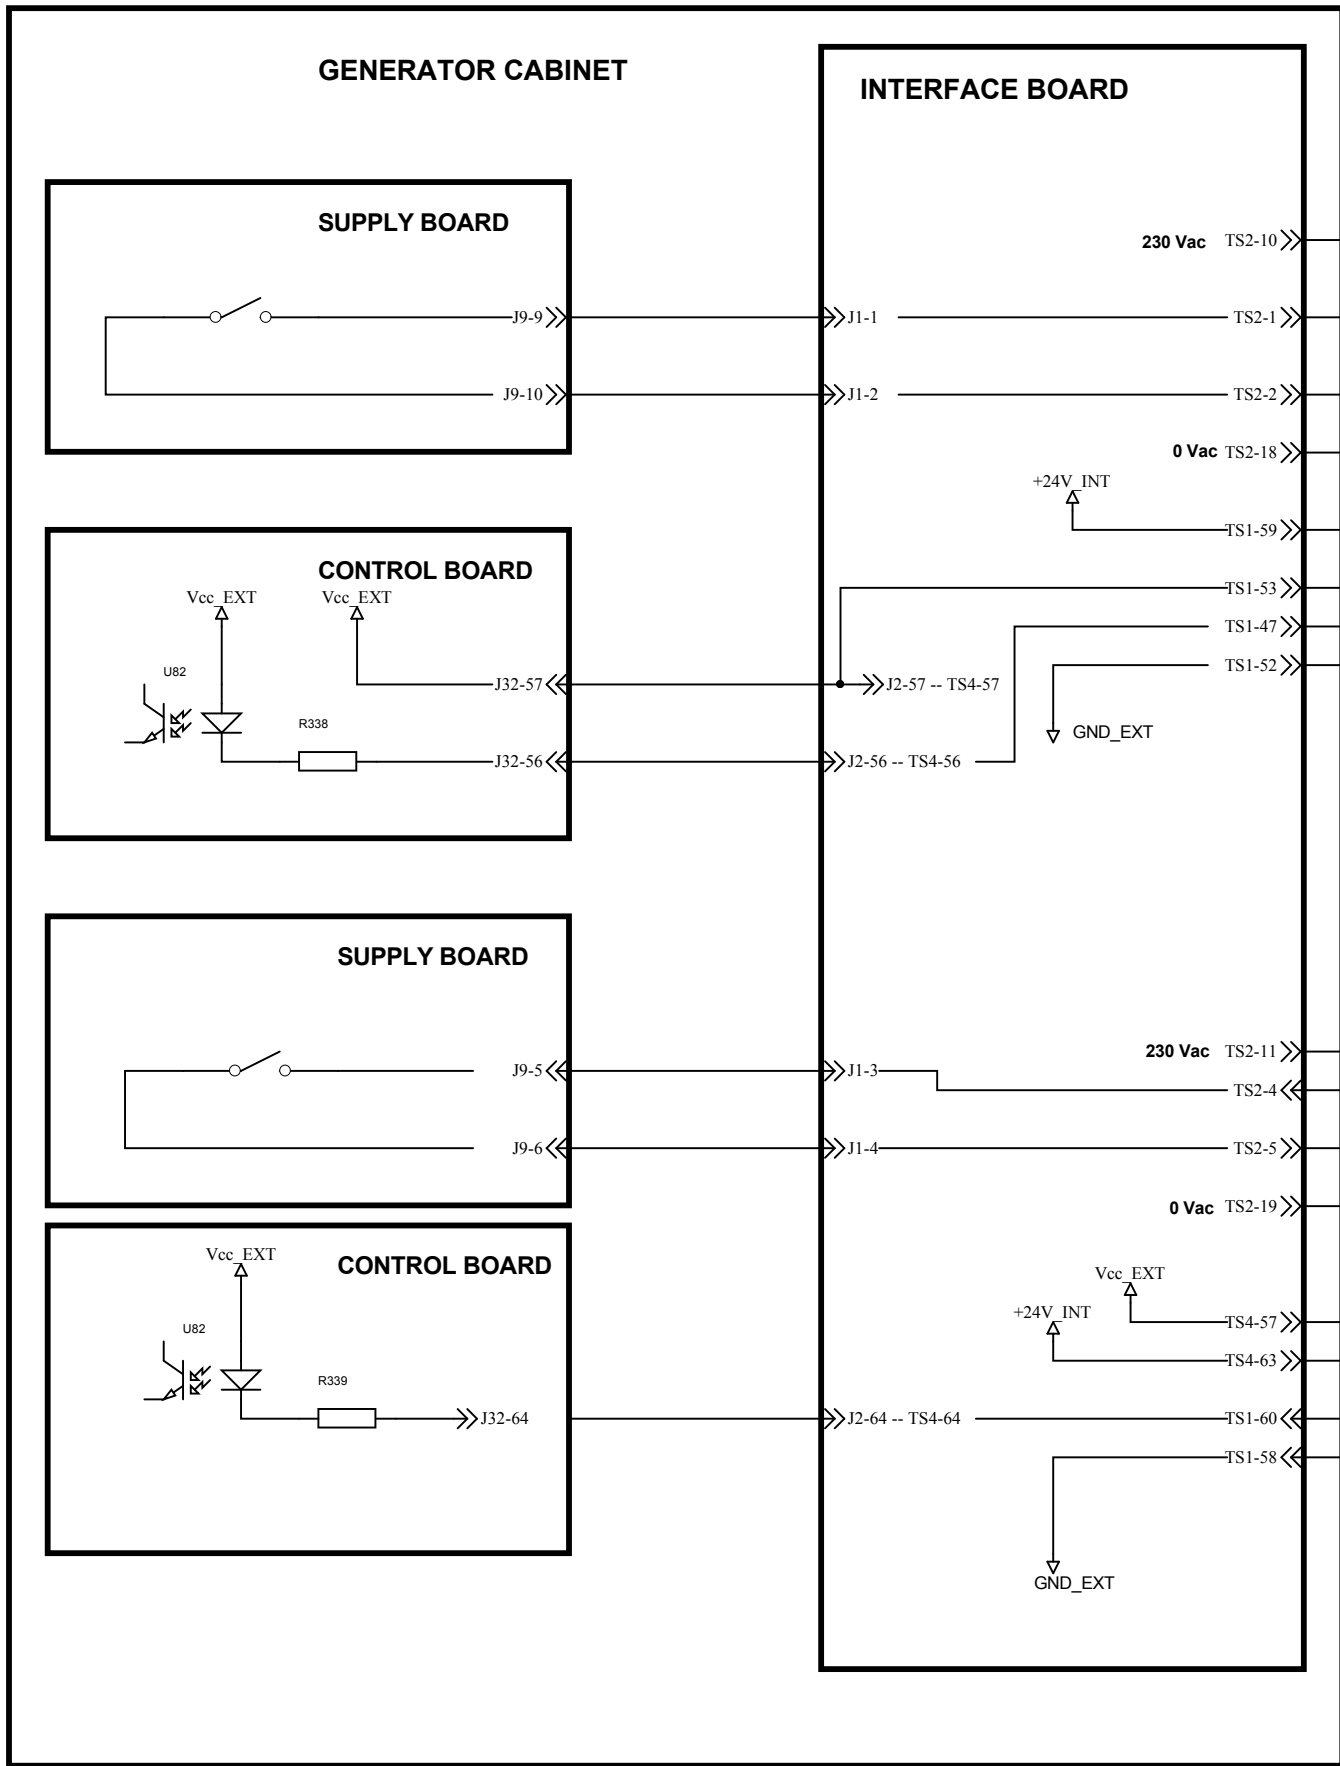 GENERATOR CABINET
INTERFACE BOARD
SUPPLY BOARD
230 Vac TS2-10
J9-9 J1-1 TS2-1
J9-10 J1-2 TS2-2
0 Vac TS2-18
+24V_INT
TS1-59
CONTROL BOARD
Vcc_EXT Vcc_EXT
TS1-53
TS1-47
U82
TS1-52
J32-57 J2-57 -- TS4-57
R338
GND_EXT
J32-56 J2-56 -- TS4-56
SUPPLY BOARD
230 Vac TS2-11
J9-5 J1-3
TS2-4
J9-6 J1-4 TS2-5
0 Vac TS2-19
Vcc_EXT CONTROL BOARD
Vcc_EXT
+24V_INT
U82
TS4-57
TS4-63
R339
J32-64 J2-64 -- TS4-64 TS1-60
TS1-58
GND_EXT